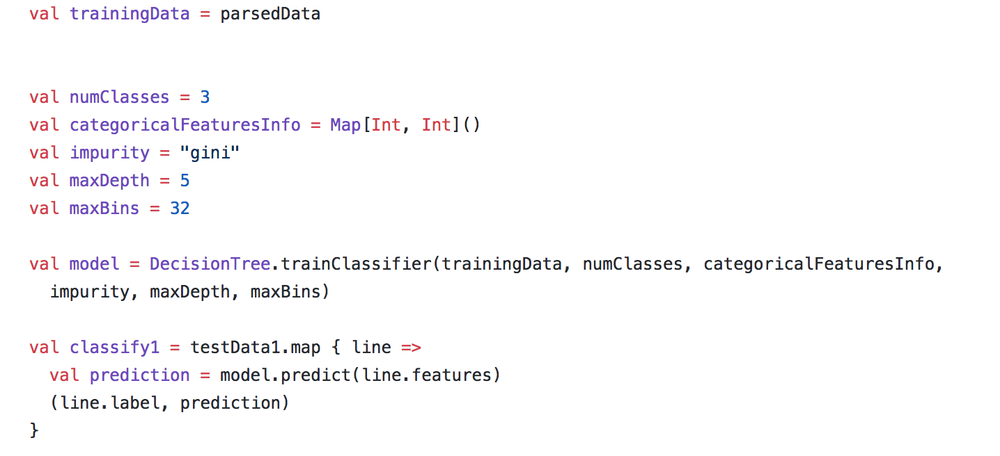 val trainingData = parsedData
val numClasses = 3
val categoricalFeaturesInfo = Map[Int, Int]()
val impurity = "gini"
val maxDepth = 5
val maxBins = 32
val model = DecisionTree.trainClassifier(trainingData, numClasses, categoricalFeaturesInfo,
  impurity, maxDepth, maxBins)
val classify1 = testData1.map { line =>
  val prediction = model.predict(line.features)
  (line.label, prediction)
}